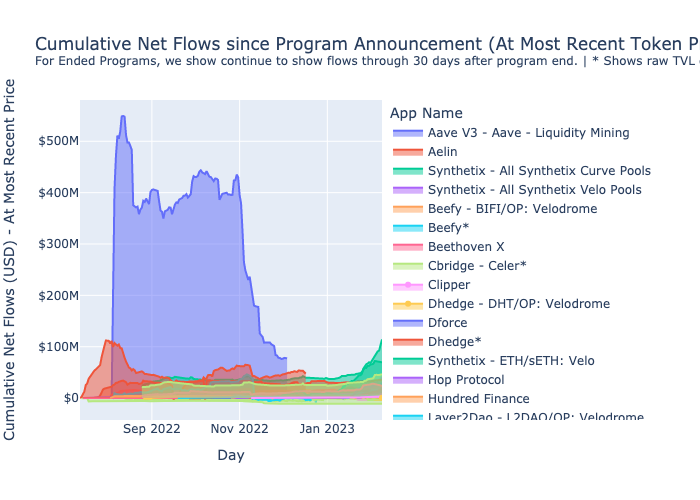 Cumulative Net Flows since Program Announcement (At Most Recent Token P
For Ended Programs, we show continue to show flows through 30 days after program end. | * Shows raw TVL
Cumulative Net Flows (USD) - At Most Recent Price
$500M
$400M
$300M
$200M
$100M
$0
Sep 2022
Nov 2022
Jan 2023
Day
App Name
Aave V3 - Aave - Liquidity Mining
Aelin
Synthetix - All Synthetix Curve Pools
Synthetix - All Synthetix Velo Pools
Beefy - BIFI/OP: Velodrome
Beefy*
Beethoven X
Cbridge - Celer*
Clipper
Dhedge - DHT/OP: Velodrome
Dforce
Dhedge*
Synthetix - ETH/sETH: Velo
Hop Protocol
Hundred Finance
Layer2Dao - L2DAO/OP: Velodrome